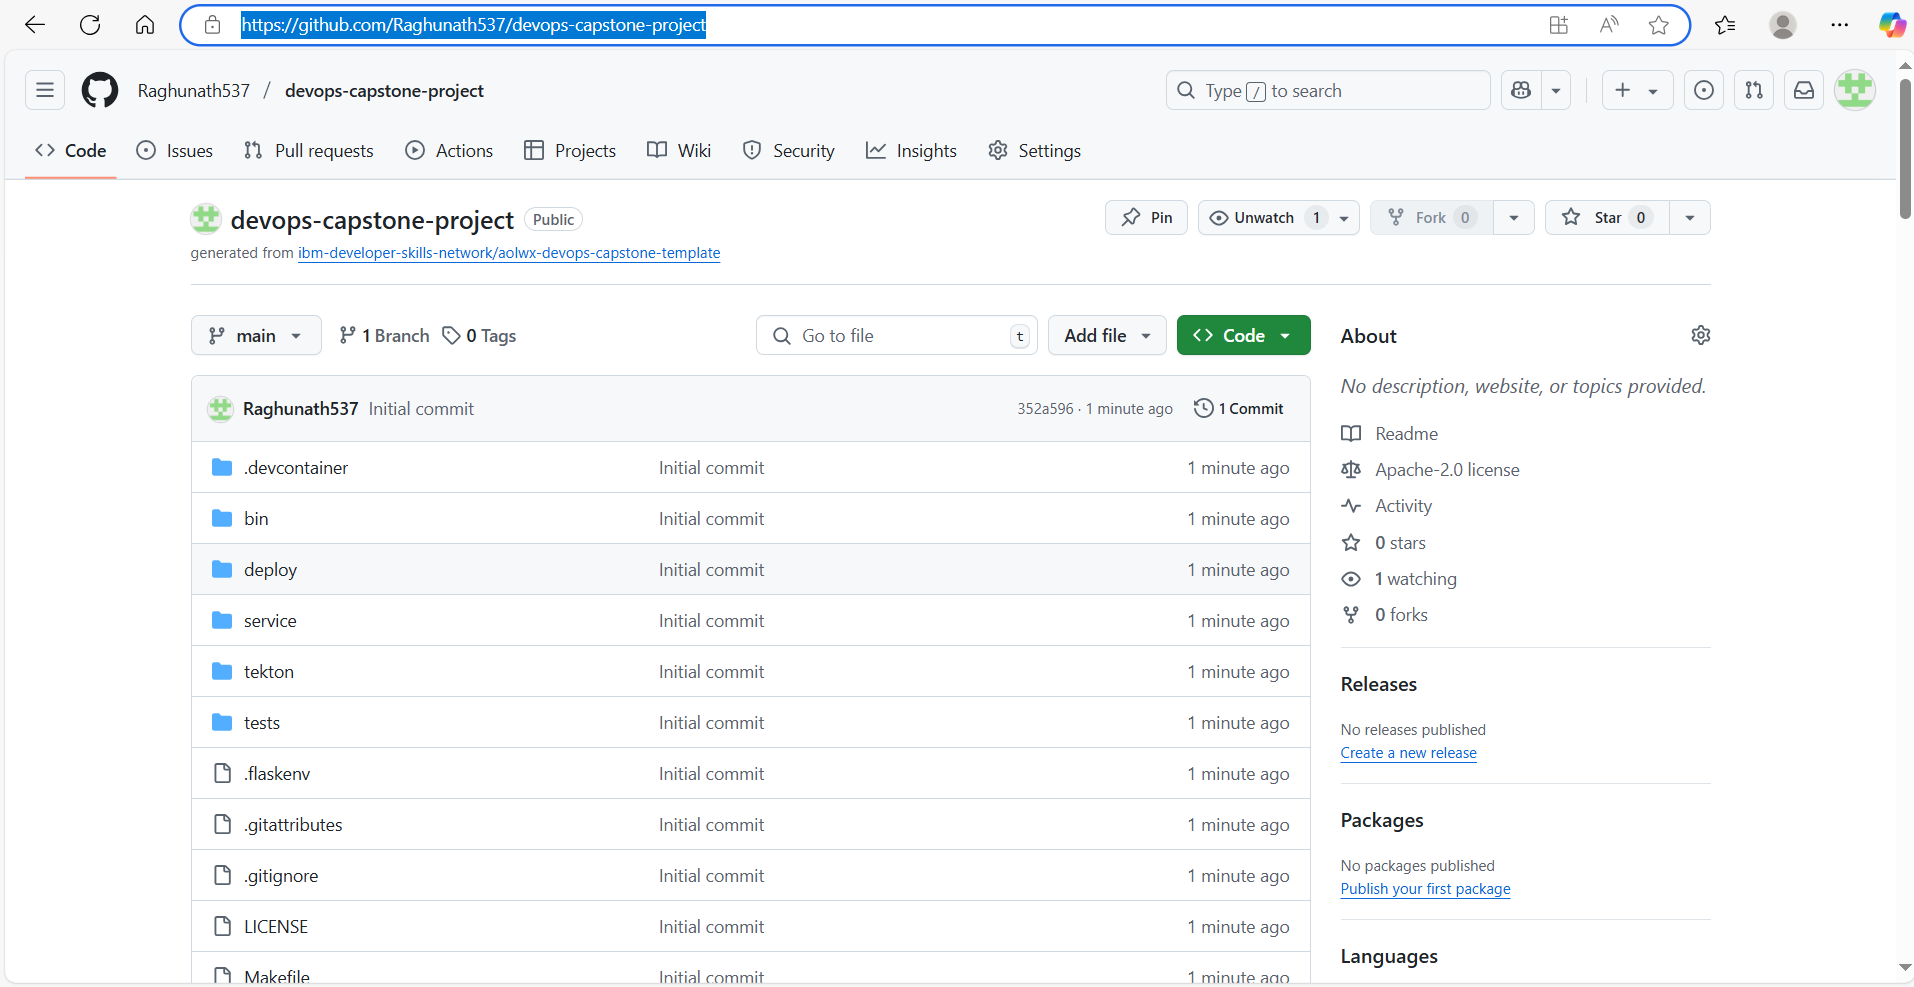 https://github.com/Raghunath537/devops-capstone-project
Raghunath537 / devops-capstone-project
Type / to search
Code Issues Pull requests Actions Projects Wiki Security Insights Settings
devops-capstone-project Public
Pin Unwatch 1 Fork 0 Star 0
generated from ibm-developer-skills-network/aolwx-devops-capstone-template
main 1 Branch 0 Tags Go to file t Add file Code
Raghunath537 Initial commit 352a596 · 1 minute ago 1 Commit
.devcontainer Initial commit 1 minute ago
bin Initial commit 1 minute ago
deploy Initial commit 1 minute ago
service Initial commit 1 minute ago
tekton Initial commit 1 minute ago
tests Initial commit 1 minute ago
.flaskenv Initial commit 1 minute ago
.gitattributes Initial commit 1 minute ago
.gitignore Initial commit 1 minute ago
LICENSE Initial commit 1 minute ago
Makefile Initial commit 1 minute ago
About
No description, website, or topics provided.
Readme
Apache-2.0 license
Activity
0 stars
1 watching
0 forks
Releases
No releases published
Create a new release
Packages
No packages published
Publish your first package
Languages